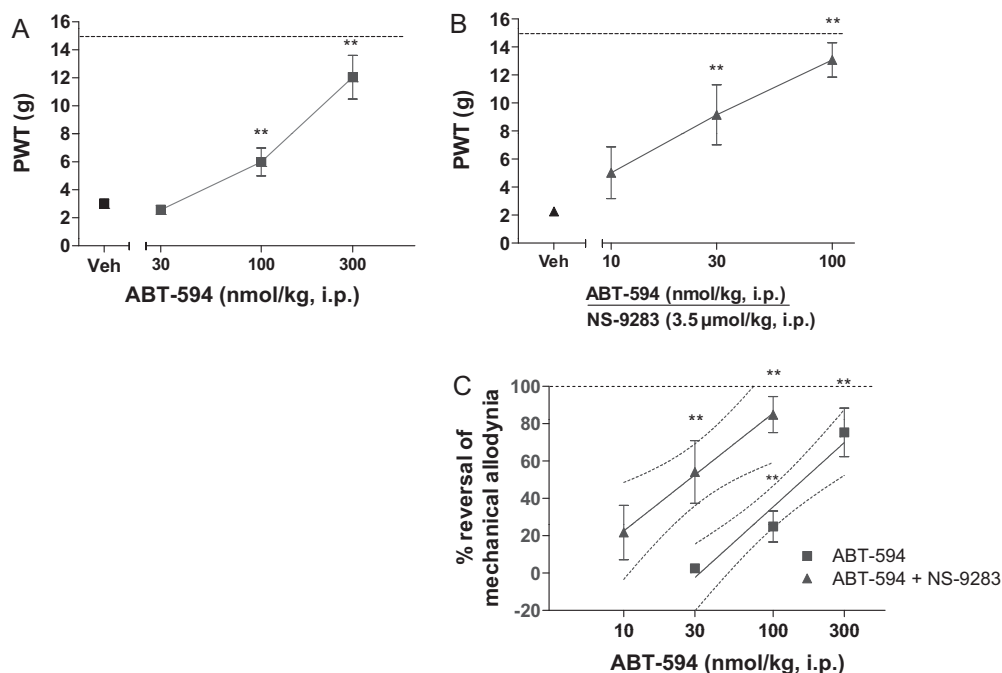 A
PWT (g)
16
14
12
10
8
6
4
2
0
**
**
Veh
30
100
300
ABT-594 (nmol/kg, i.p.)
B
PWT (g)
16
14
12
10
8
6
4
2
0
**
**
Veh
10
30
100
ABT-594 (nmol/kg, i.p.)
NS-9283 (3.5 µmol/kg, i.p.)
C
% reversal of
mechanical allodynia
100
80
60
40
20
0
-20
**
**
**
**
ABT-594
ABT-594 + NS-9283
10
30
100
300
ABT-594 (nmol/kg, i.p.)